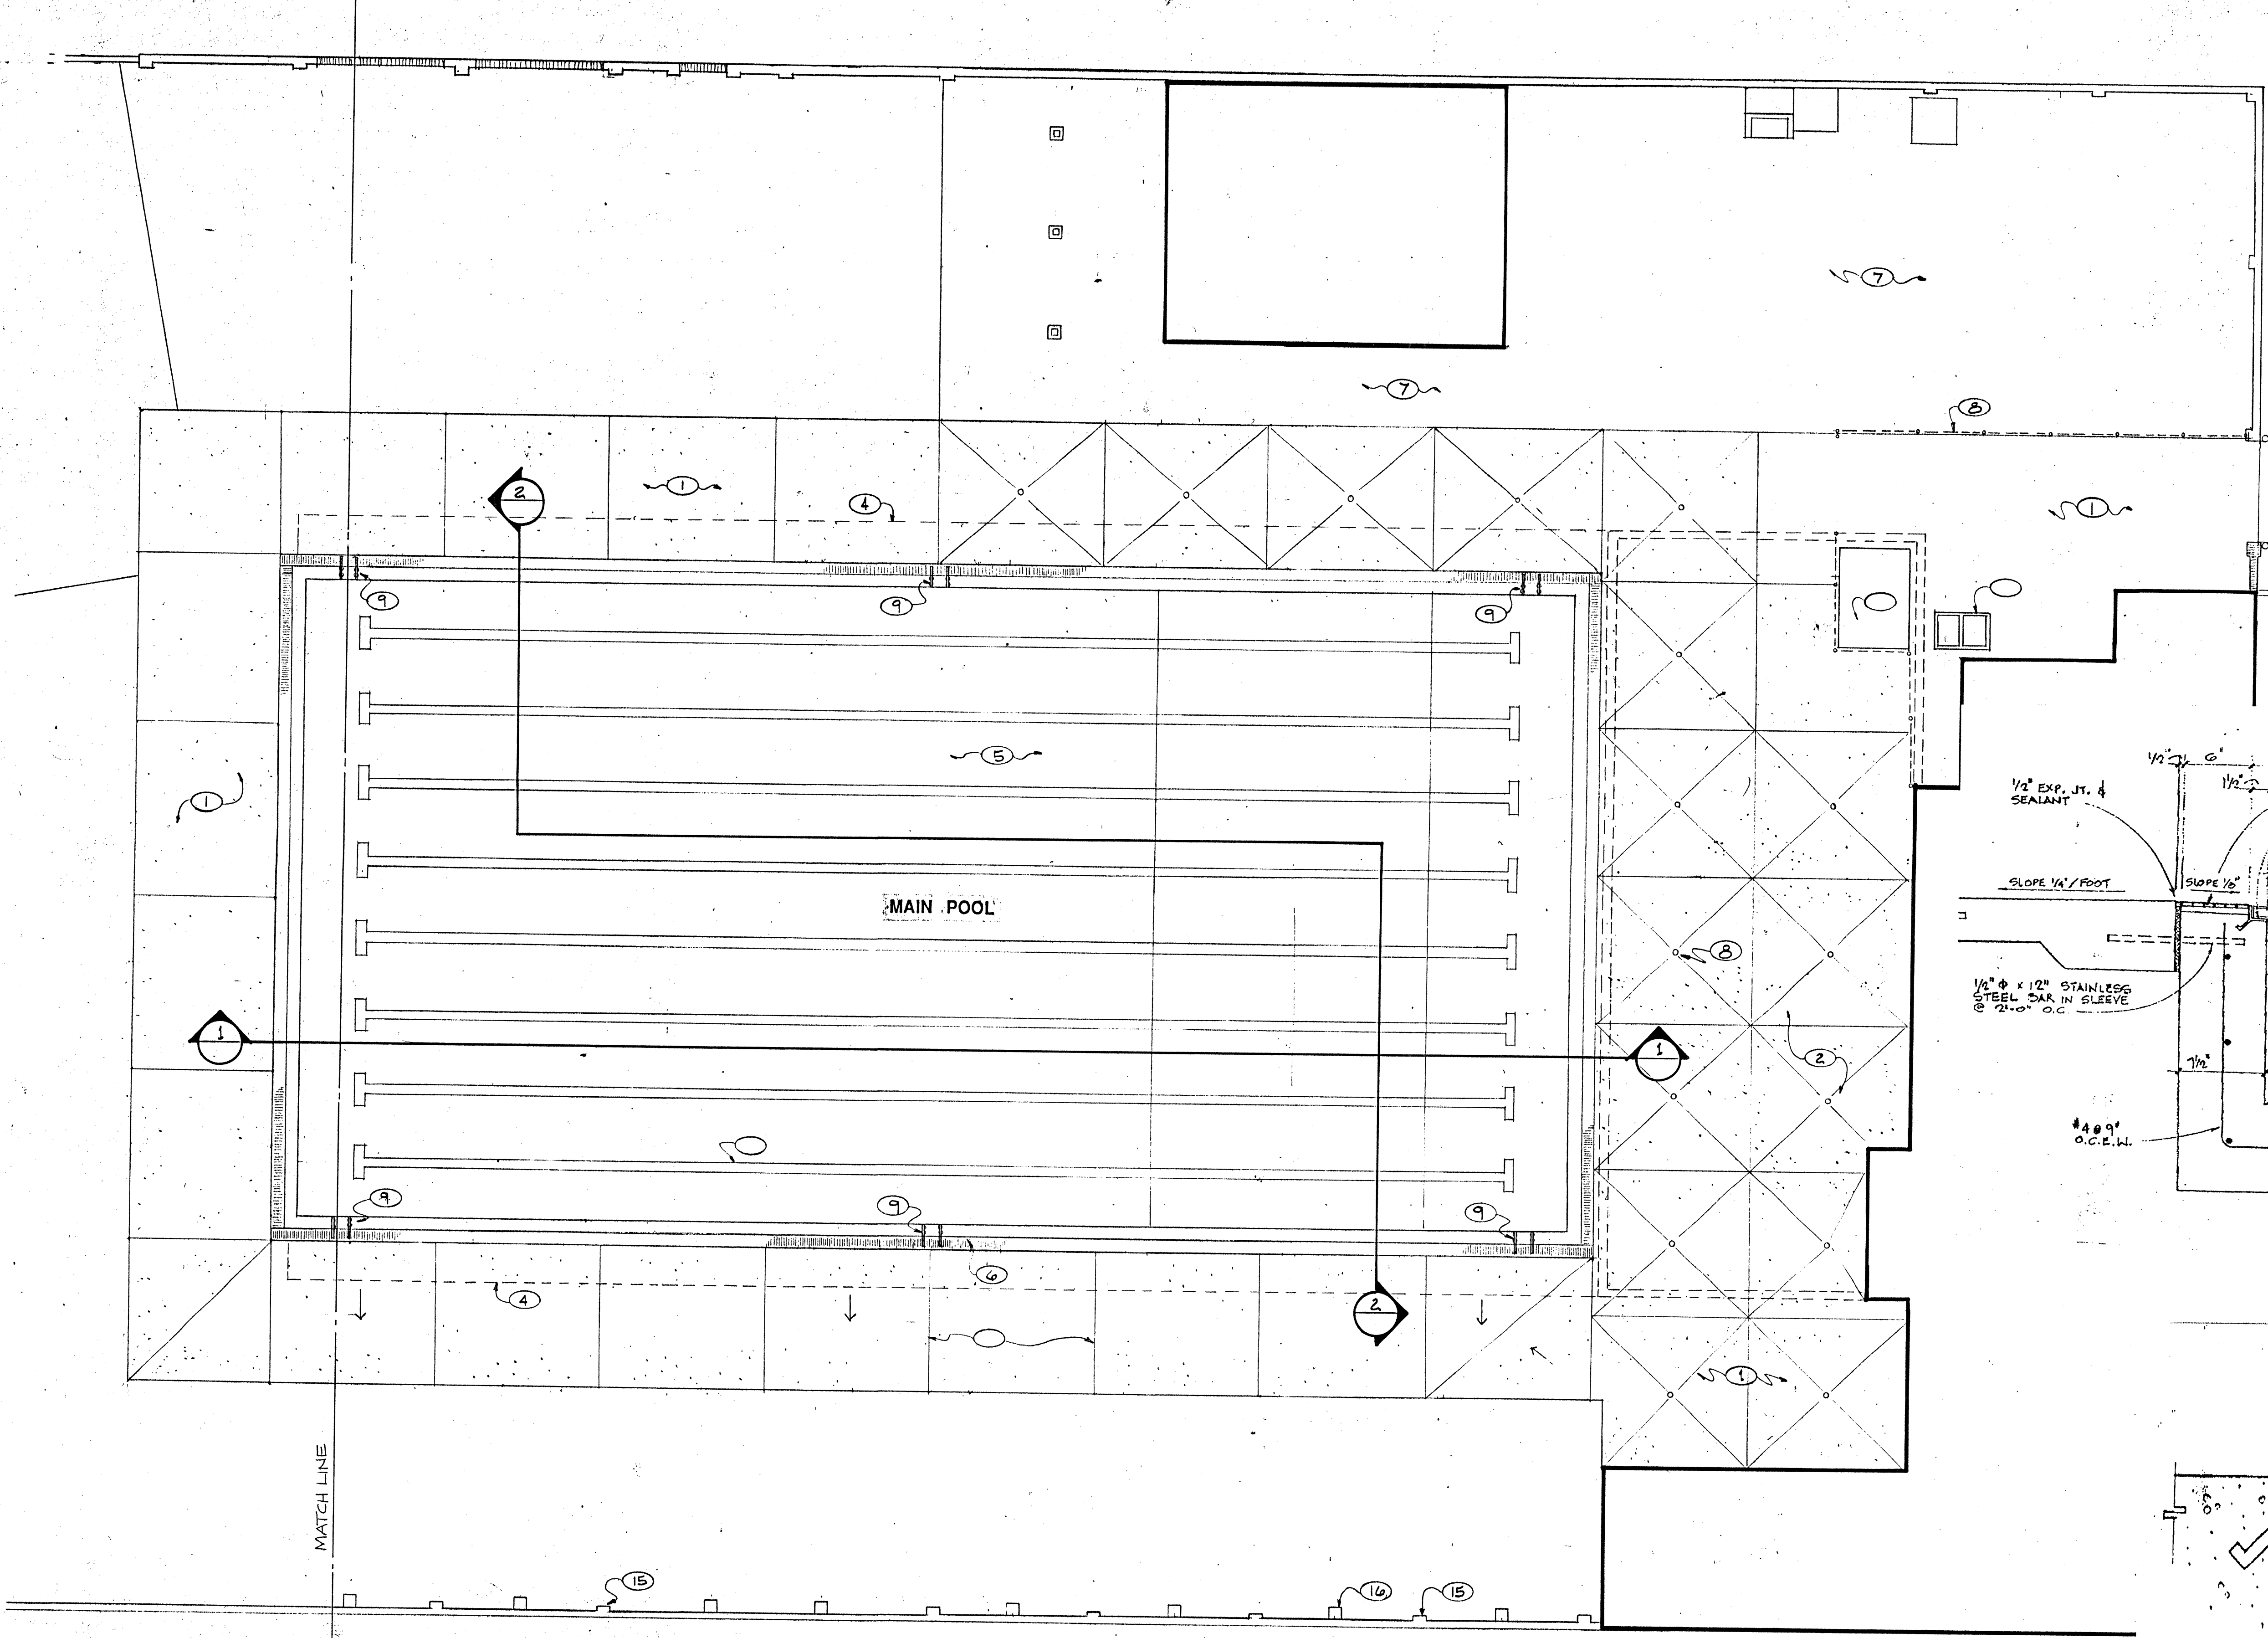 7
7
8
2
1
4
1
9
9
9
5
1
1/2"
6"
1 1/2"
1/2" EXP. JT. &
SEALANT
SLOPE 1/4"/FOOT
SLOPE 1/8"
MAIN POOL
8
1/2" Φ x 12" STAINLESS
STEEL BAR IN SLEEVE
@ 2'-0" O.C.
1
1
2
7 1/2"
#4 @ 9"
O.C.E.W.
9
9
9
6
4
2
1
MATCH LINE
15
16
15